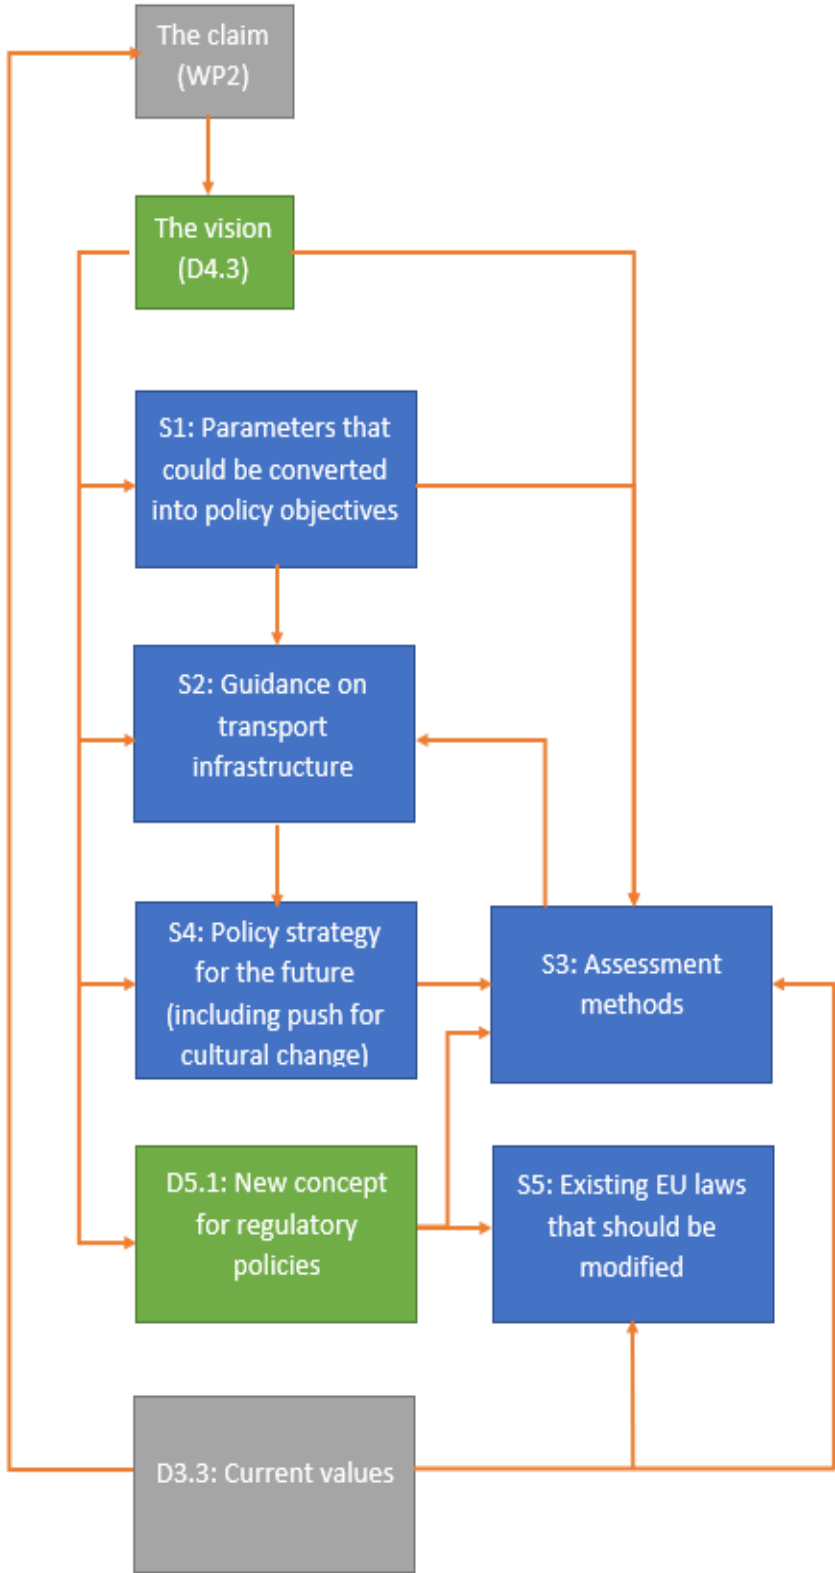 The claim
(WP2)
The vision
(D4.3)
S1: Parameters that
could be converted
into policy objectives
S2: Guidance on
transport
infrastructure
S4: Policy strategy
for the future
(including push for
cultural change)
S3: Assessment
methods
D5.1: New concept
for regulatory
policies
S5: Existing EU laws
that should be
modified
D3.3: Current values